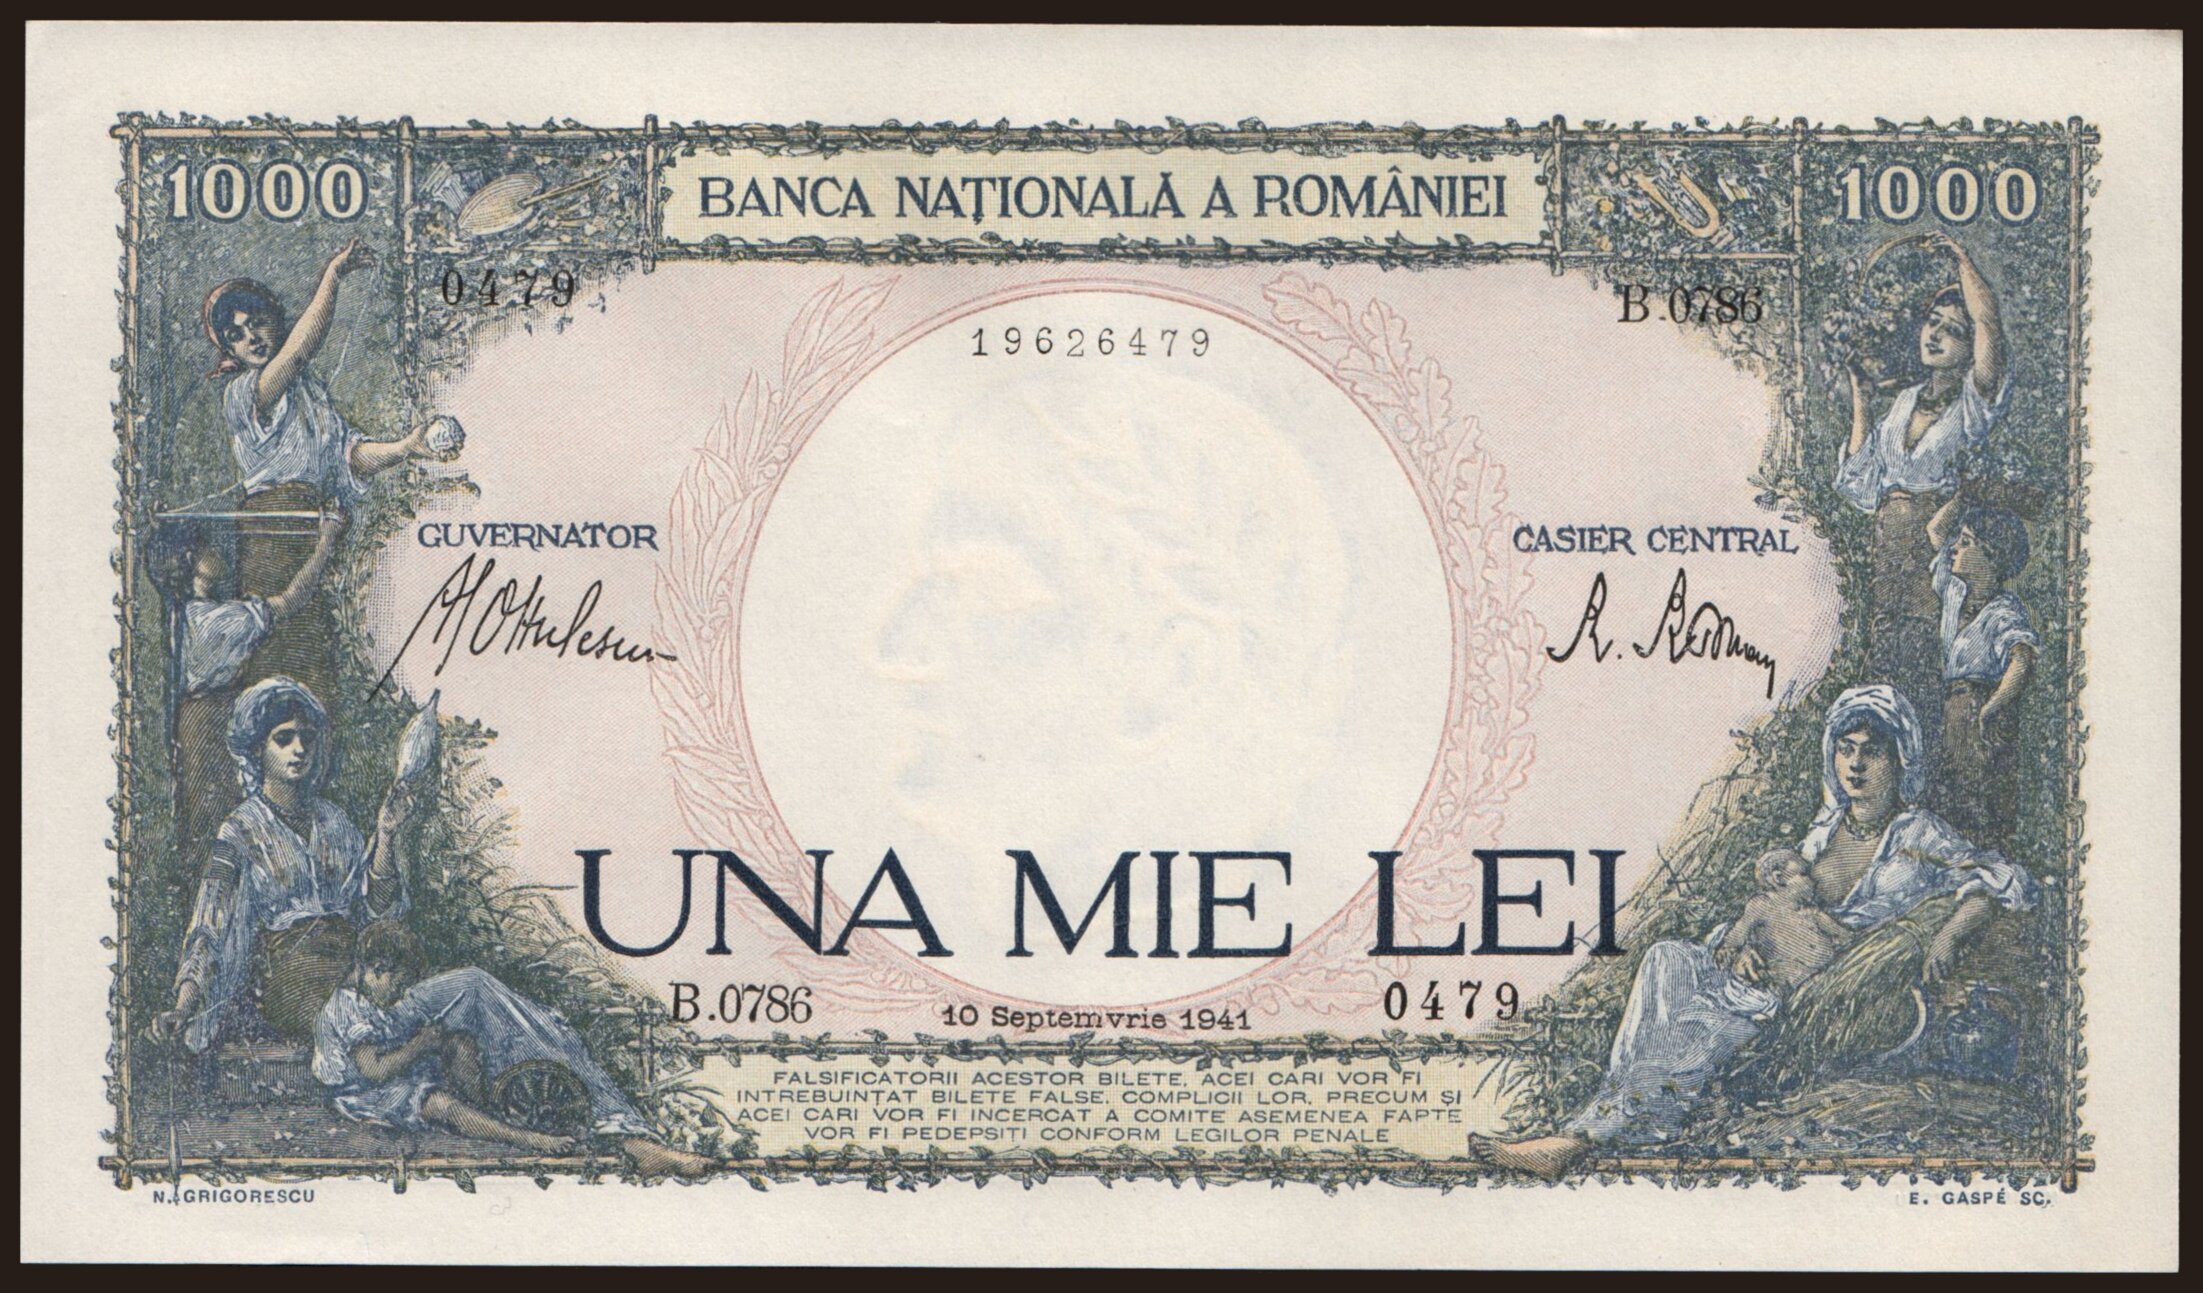 1000
BANCA NAȚIONALĂ A ROMÂNIEI
1000
0479
B.0786
19626479
GUVERNATOR
CASIER CENTRAL
UNA MIE LEI
B.0786
10 Septemvrie 1941
0479
FALSIFICATORII ACESTOR BILETE, ACEI CARI VOR FI
INTREBUINȚAT BILETE FALSE, COMPLICII LOR, PRECUM ȘI
ACEI CARI VOR FI INCERCAT A COMITE ASEMENEA FAPTE
VOR FI PEDEPSIȚI CONFORM LEGILOR PENALE
N. GRIGORESCU
E. GASPÉ SC.